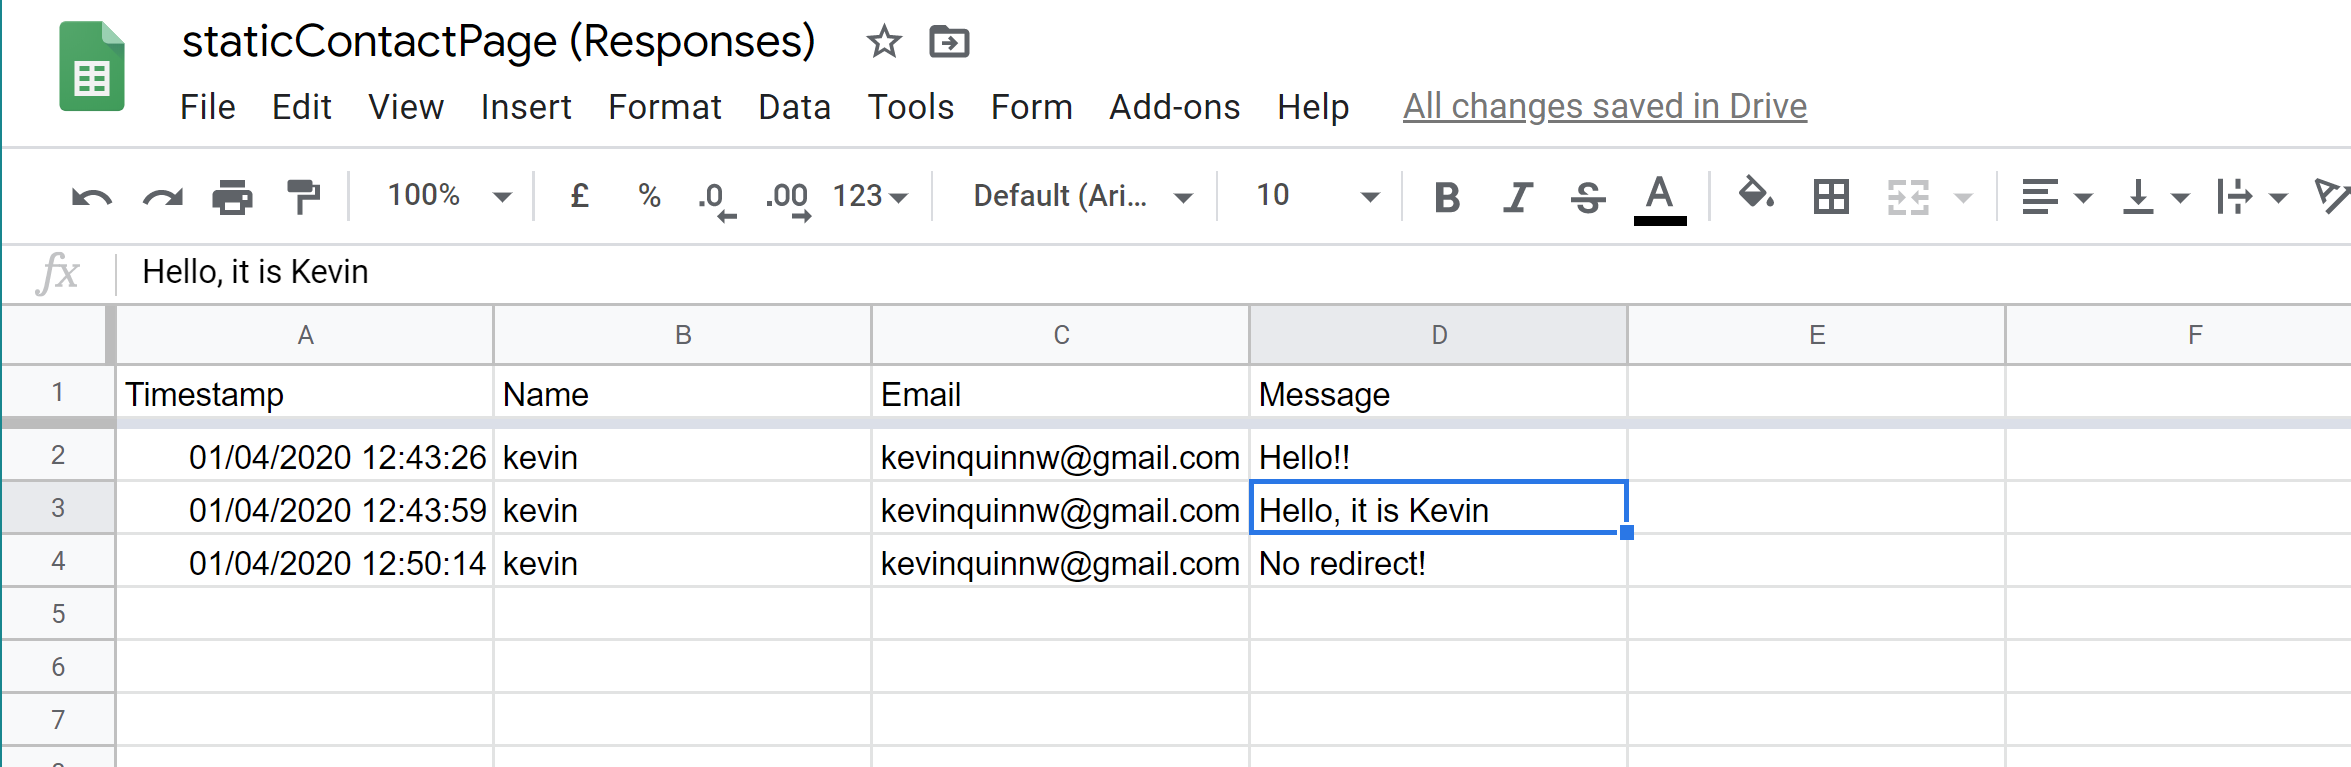 staticContactPage (Responses)
File Edit View Insert Format Data Tools Form Add-ons Help All changes saved in Drive
100% £ % .0 .00 123 Default (Ari... 10 B I S A
fx Hello, it is Kevin
A B C D E F
1 Timestamp Name Email Message
2 01/04/2020 12:43:26 kevin kevinquinnw@gmail.com Hello!!
3 01/04/2020 12:43:59 kevin kevinquinnw@gmail.com Hello, it is Kevin
4 01/04/2020 12:50:14 kevin kevinquinnw@gmail.com No redirect!
5
6
7